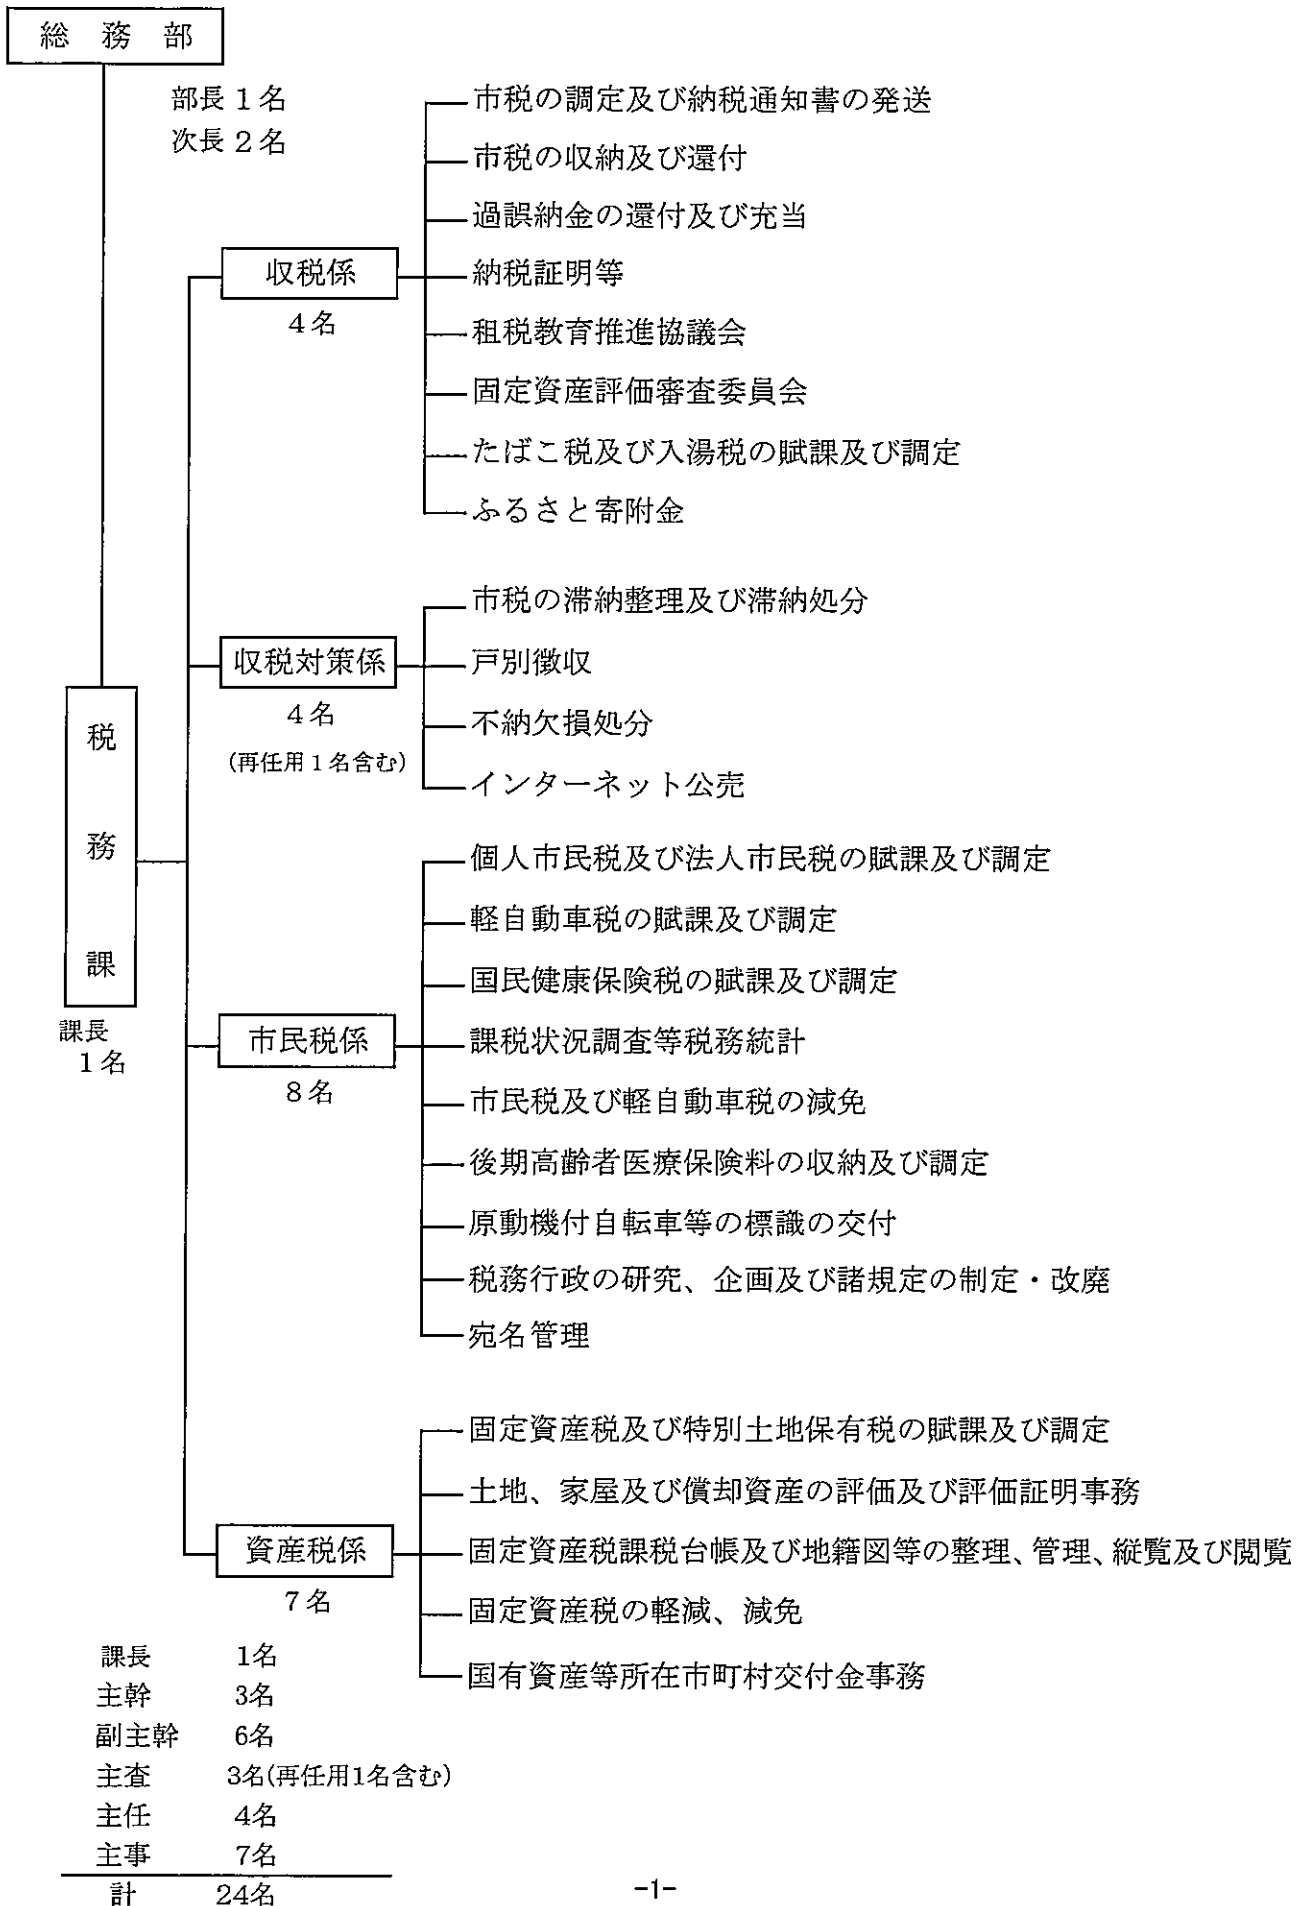 総務部
部長 1名
次長 2名
税務課
課長
1名
収税係
4名
市税の調定及び納税通知書の発送
市税の収納及び還付
過誤納金の還付及び充当
納税証明等
租税教育推進協議会
固定資産評価審査委員会
たばこ税及び入湯税の賦課及び調定
ふるさと寄附金
収税対策係
4名
(再任用1名含む)
市税の滞納整理及び滞納処分
戸別徴収
不納欠損処分
インターネット公売
市民税係
8名
個人市民税及び法人市民税の賦課及び調定
軽自動車税の賦課及び調定
国民健康保険税の賦課及び調定
課税状況調査等税務統計
市民税及び軽自動車税の減免
後期高齢者医療保険料の収納及び調定
原動機付自転車等の標識の交付
税務行政の研究、企画及び諸規定の制定・改廃
宛名管理
資産税係
7名
固定資産税及び特別土地保有税の賦課及び調定
土地、家屋及び償却資産の評価及び評価証明事務
固定資産税課税台帳及び地籍図等の整理、管理、縦覧及び閲覧
固定資産税の軽減、減免
国有資産等所在市町村交付金事務
課長 1名
主幹 3名
副主幹 6名
主査 3名(再任用1名含む)
主任 4名
主事 7名
計 24名
-1-